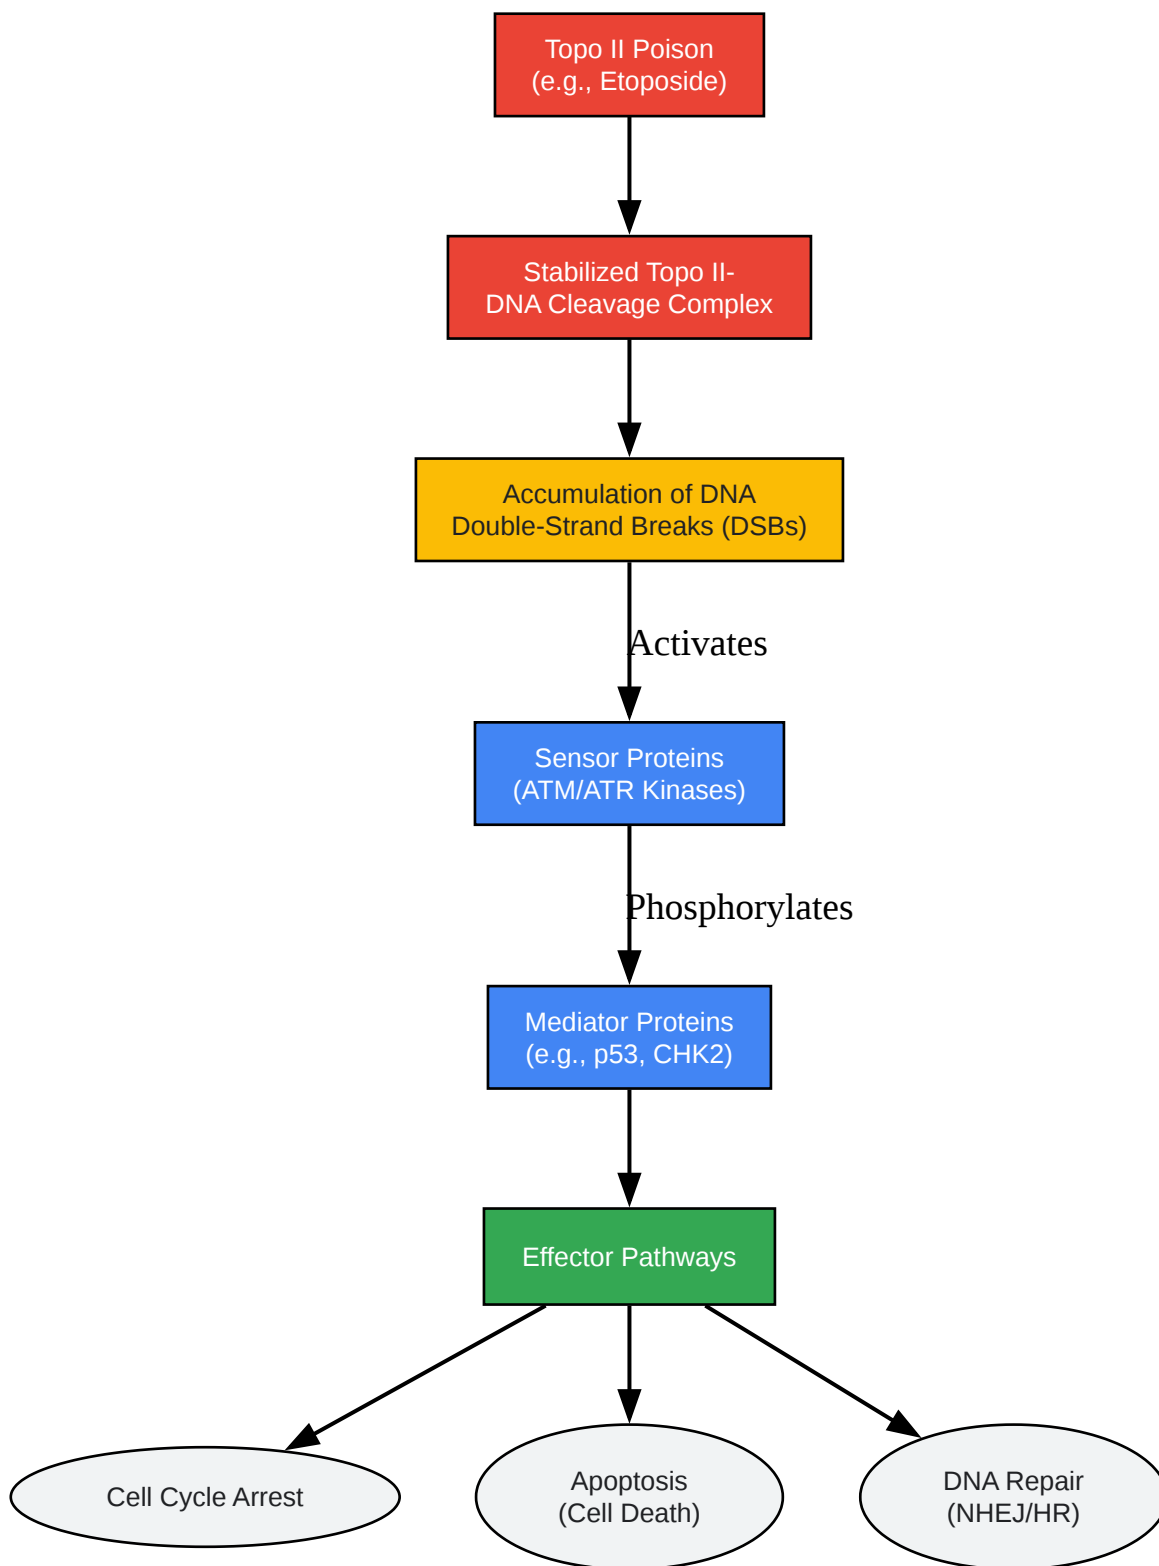 Topo II Poison
(e.g., Etoposide)
Stabilized Topo II-
DNA Cleavage Complex
Accumulation of DNA
Double-Strand Breaks (DSBs)
Activates
Sensor Proteins
(ATM/ATR Kinases)
Phosphorylates
Mediator Proteins
(e.g., p53, CHK2)
Effector Pathways
Cell Cycle Arrest
Apoptosis
(Cell Death)
DNA Repair
(NHEJ/HR)